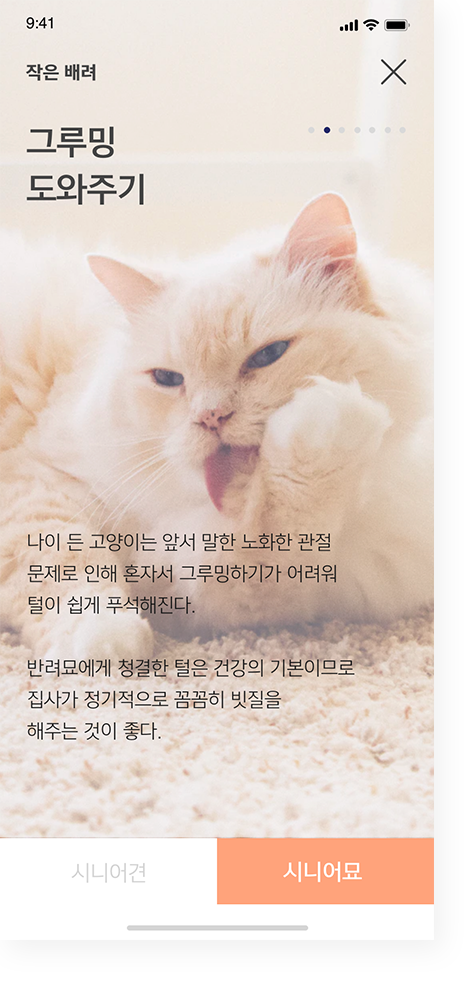 9:41
작은 배려
그루밍
도와주기
나이 든 고양이는 앞서 말한 노화한 관절
문제로 인해 혼자서 그루밍하기가 어려워
털이 쉽게 푸석해진다.
반려묘에게 청결한 털은 건강의 기본이므로
집사가 정기적으로 꼼꼼히 빗질을
해주는 것이 좋다.
시니어견
시니어묘